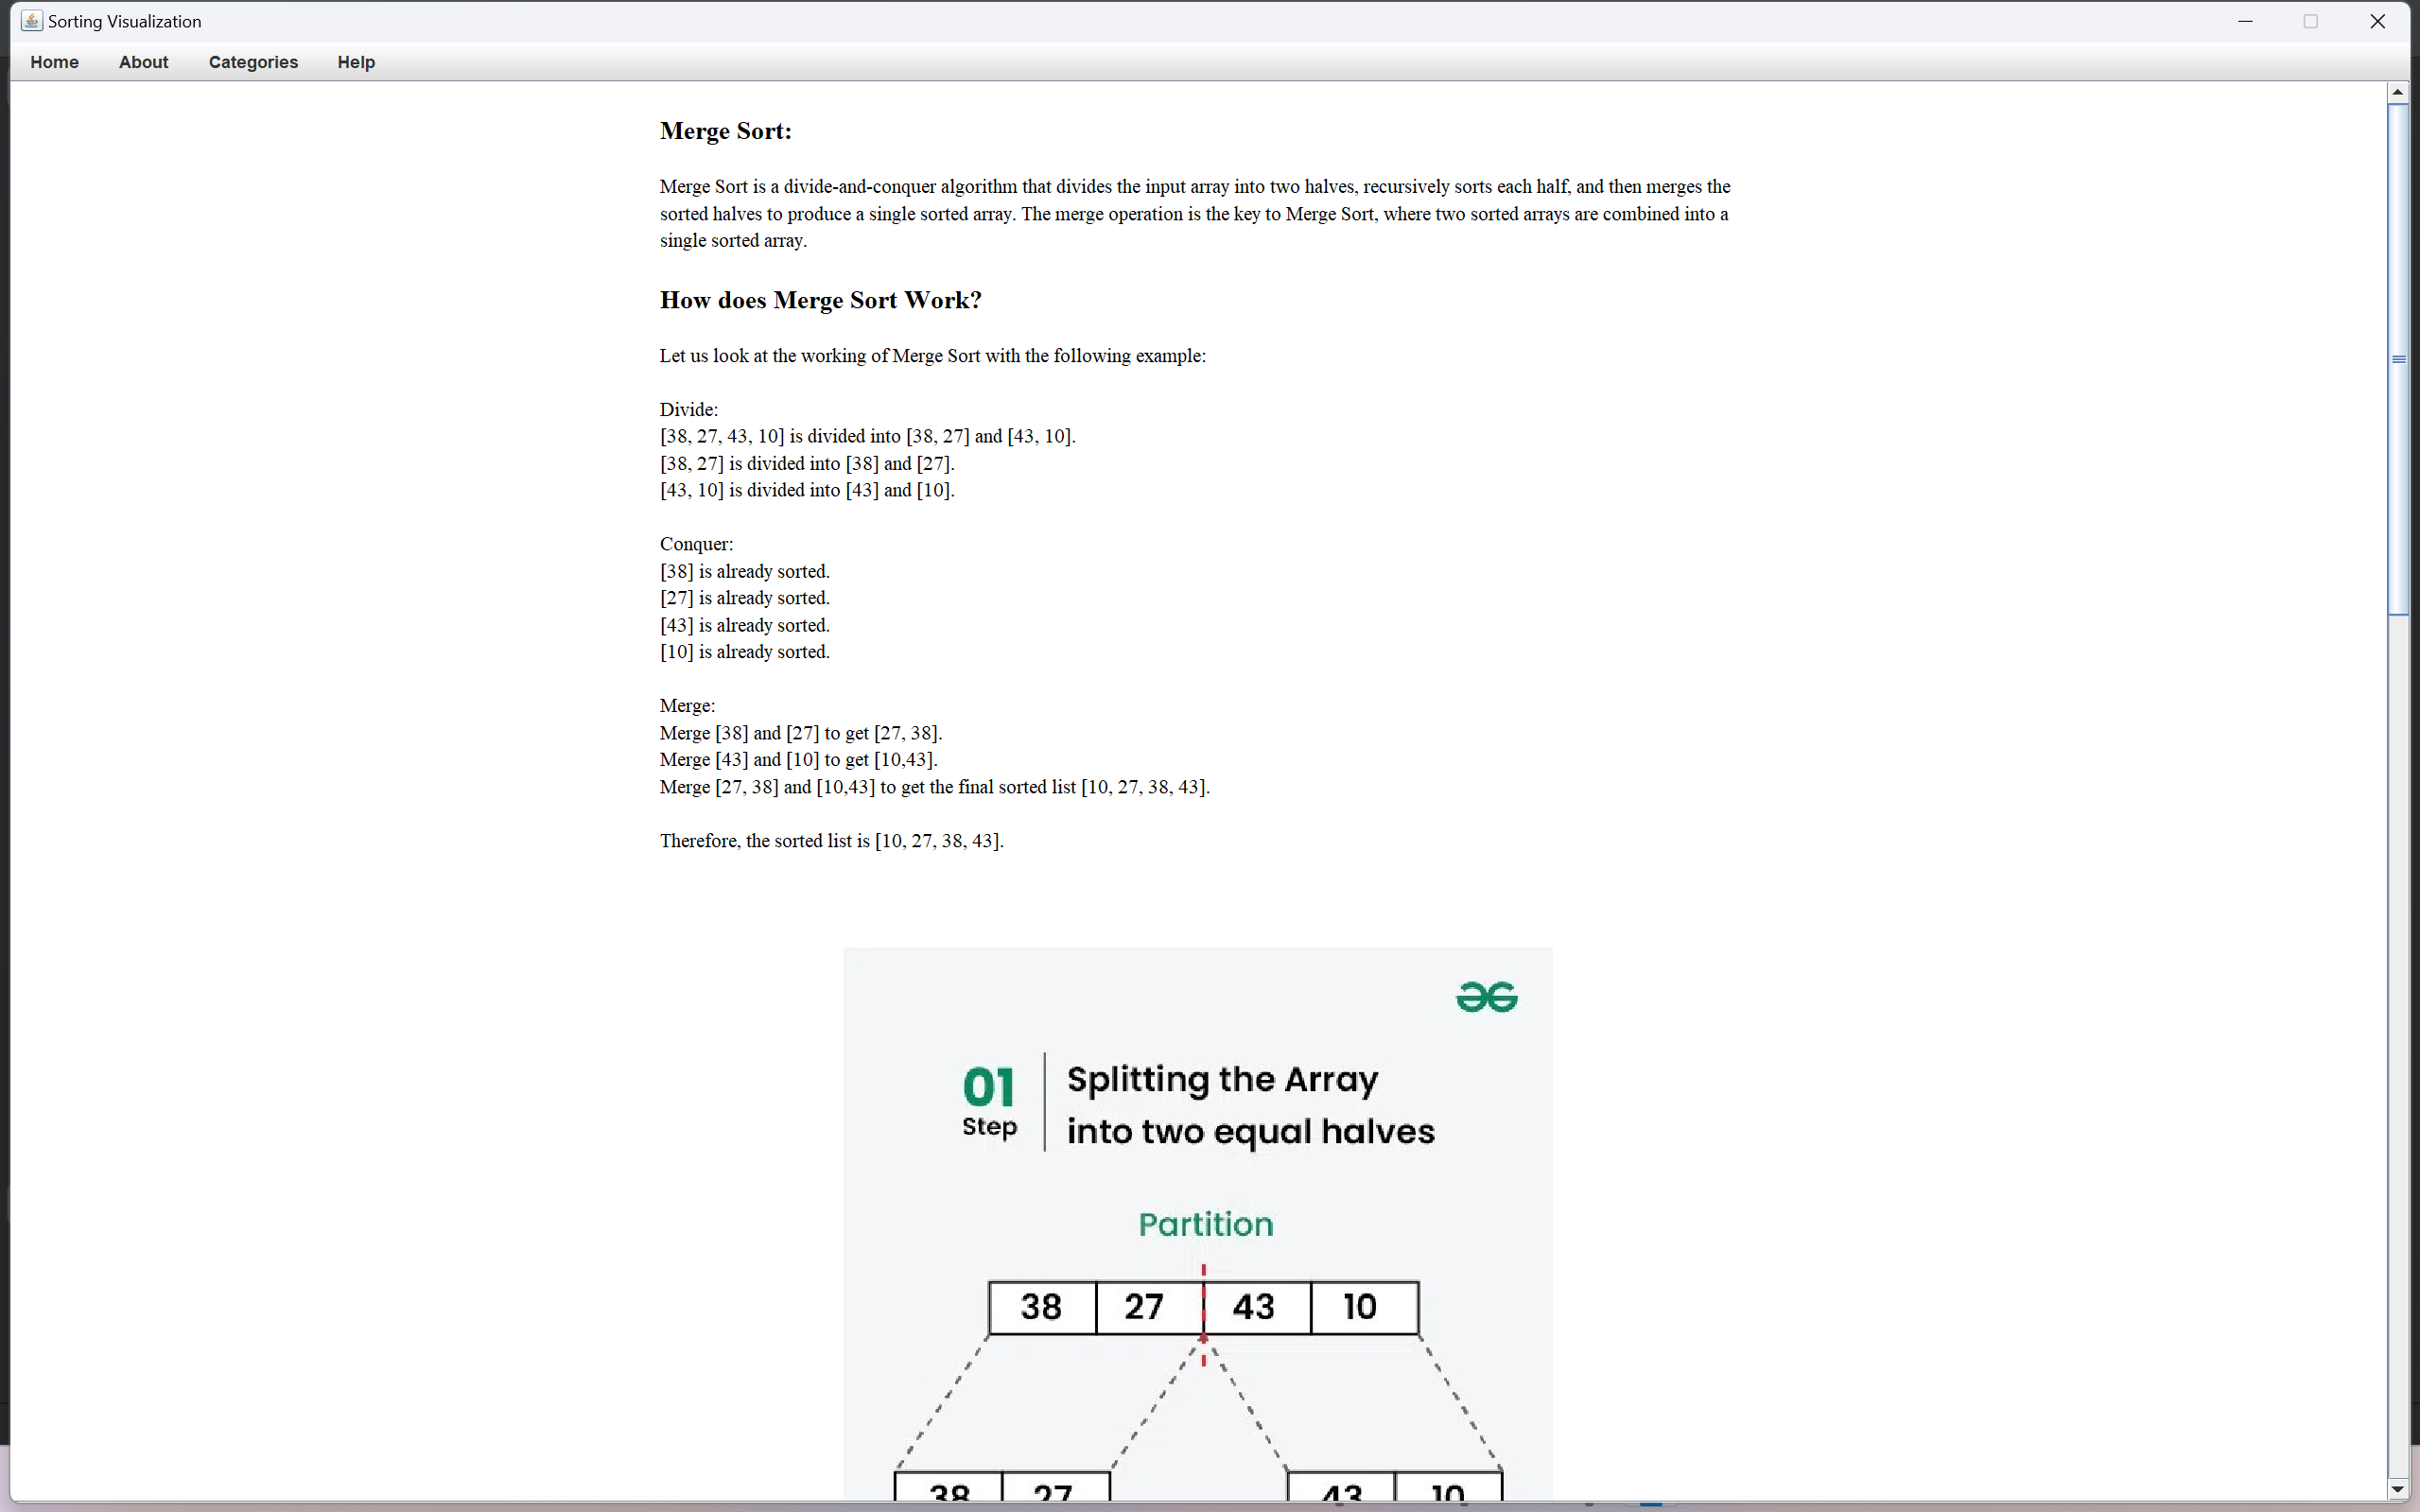 Sorting Visualization
Home About Categories Help
Merge Sort:
Merge Sort is a divide-and-conquer algorithm that divides the input array into two halves, recursively sorts each half, and then merges the
sorted halves to produce a single sorted array. The merge operation is the key to Merge Sort, where two sorted arrays are combined into a
single sorted array.
How does Merge Sort Work?
Let us look at the working of Merge Sort with the following example:
Divide:
[38, 27, 43, 10] is divided into [38, 27] and [43, 10].
[38, 27] is divided into [38] and [27].
[43, 10] is divided into [43] and [10].
Conquer:
[38] is already sorted.
[27] is already sorted.
[43] is already sorted.
[10] is already sorted.
Merge:
Merge [38] and [27] to get [27, 38].
Merge [43] and [10] to get [10,43].
Merge [27, 38] and [10,43] to get the final sorted list [10, 27, 38, 43].
Therefore, the sorted list is [10, 27, 38, 43].
01
Step
Splitting the Array
into two equal halves
Partition
38 27 43 10
38 27 43 10